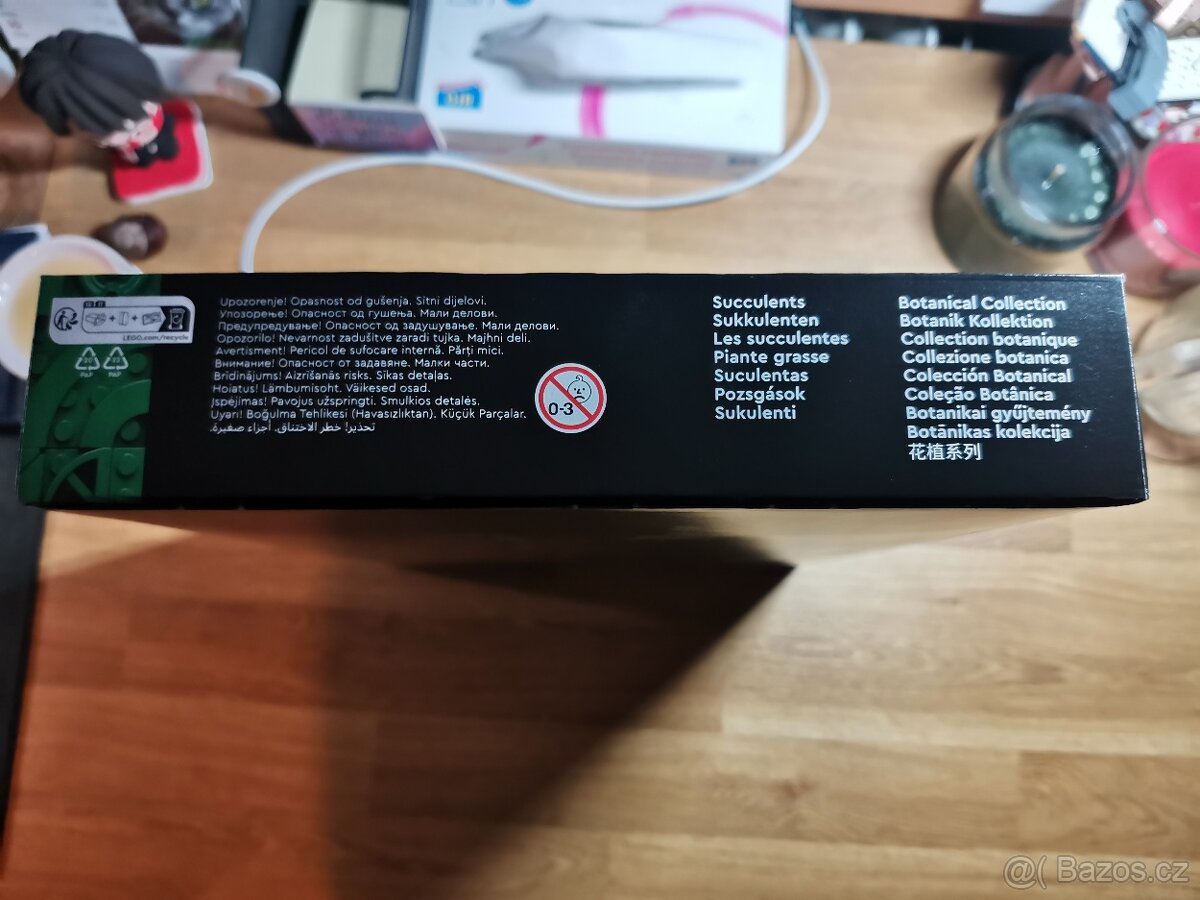 LEGO.com/recycle
20
PAP
22
PAP
Upozorenje! Opasnost od gušenja. Sitni dijelovi.
Упозорење! Опасност од гушења. Мали делови.
Предупредување! Опасност од задушување. Мали делови.
Opozorilo! Nevarnost zadušitve zaradi tujka. Majhni deli.
Avertisment! Pericol de sufocare internă. Părți mici.
Внимание! Опасност от задавяне. Малки части.
Brīdinājums! Aizrīšanās risks. Sīkas detaļas.
Hoiatus! Lämbumisoht. Väikesed osad.
Įspėjimas! Pavojus užspringti. Smulkios detalės.
Uyarı! Boğulma Tehlikesi (Havasızlıktan). Küçük Parçalar.
تحذير! خطر الاختناق. أجزاء صغيرة.
0-3
Succulents
Sukkulenten
Les succulentes
Piante grasse
Suculentas
Pozsgások
Sukulenti
Botanical Collection
Botanik Kollektion
Collection botanique
Collezione botanica
Colección Botanical
Coleção Botânica
Botanikai gyűjtemény
Botānikas kolekcija
花植系列
@( Bazos.cz